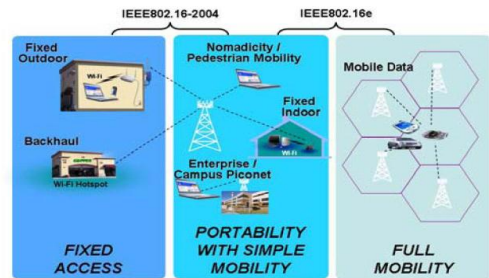 IEEE802.16-2004
IEEE802.16e
Fixed
Outdoor
Wi-Fi
Backhaul
Wi-Fi Hotspot
FIXED
ACCESS
Nomadicity /
Pedestrian Mobility
Fixed
Indoor
Wi-Fi
Enterprise /
Campus Piconet
PORTABILITY
WITH SIMPLE
MOBILITY
Mobile Data
FULL
MOBILITY